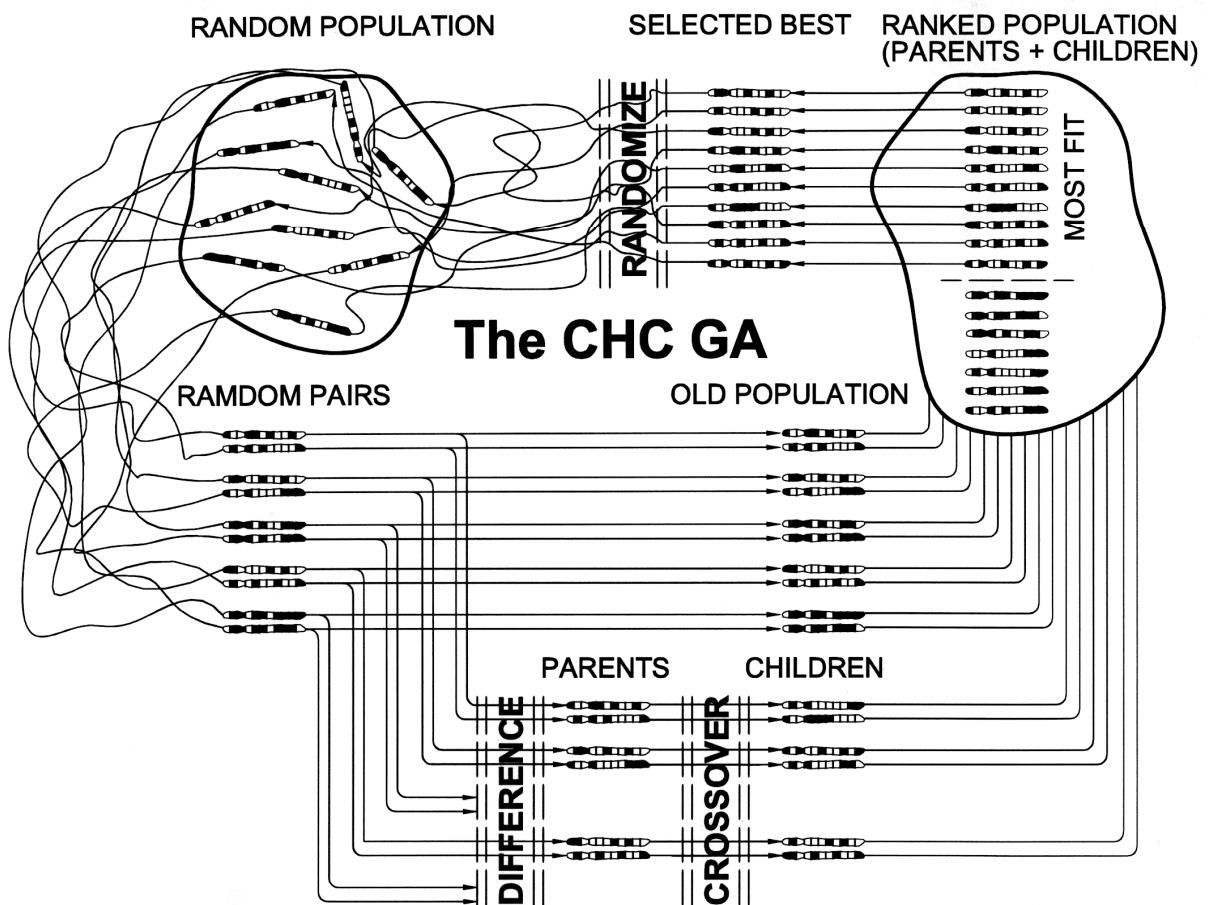 RANDOM POPULATION
SELECTED BEST
RANKED POPULATION
(PARENTS + CHILDREN)
RANDOMIZE
MOST FIT
The CHC GA
RAMDOM PAIRS
OLD POPULATION
PARENTS
CHILDREN
DIFFERENCE
CROSSOVER